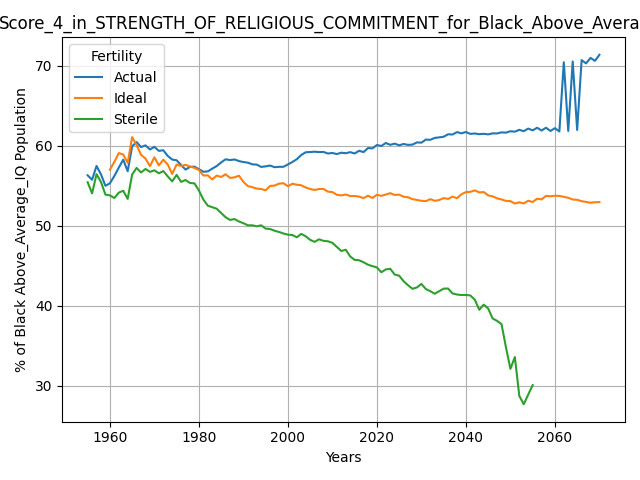 Score_4_in_STRENGTH_OF_RELIGIOUS_COMMITMENT_for_Black_Above_Avera
Fertility
Actual
Ideal
Sterile
% of Black Above_Average_IQ Population
70
60
50
40
30
1960 1980 2000 2020 2040 2060
Years